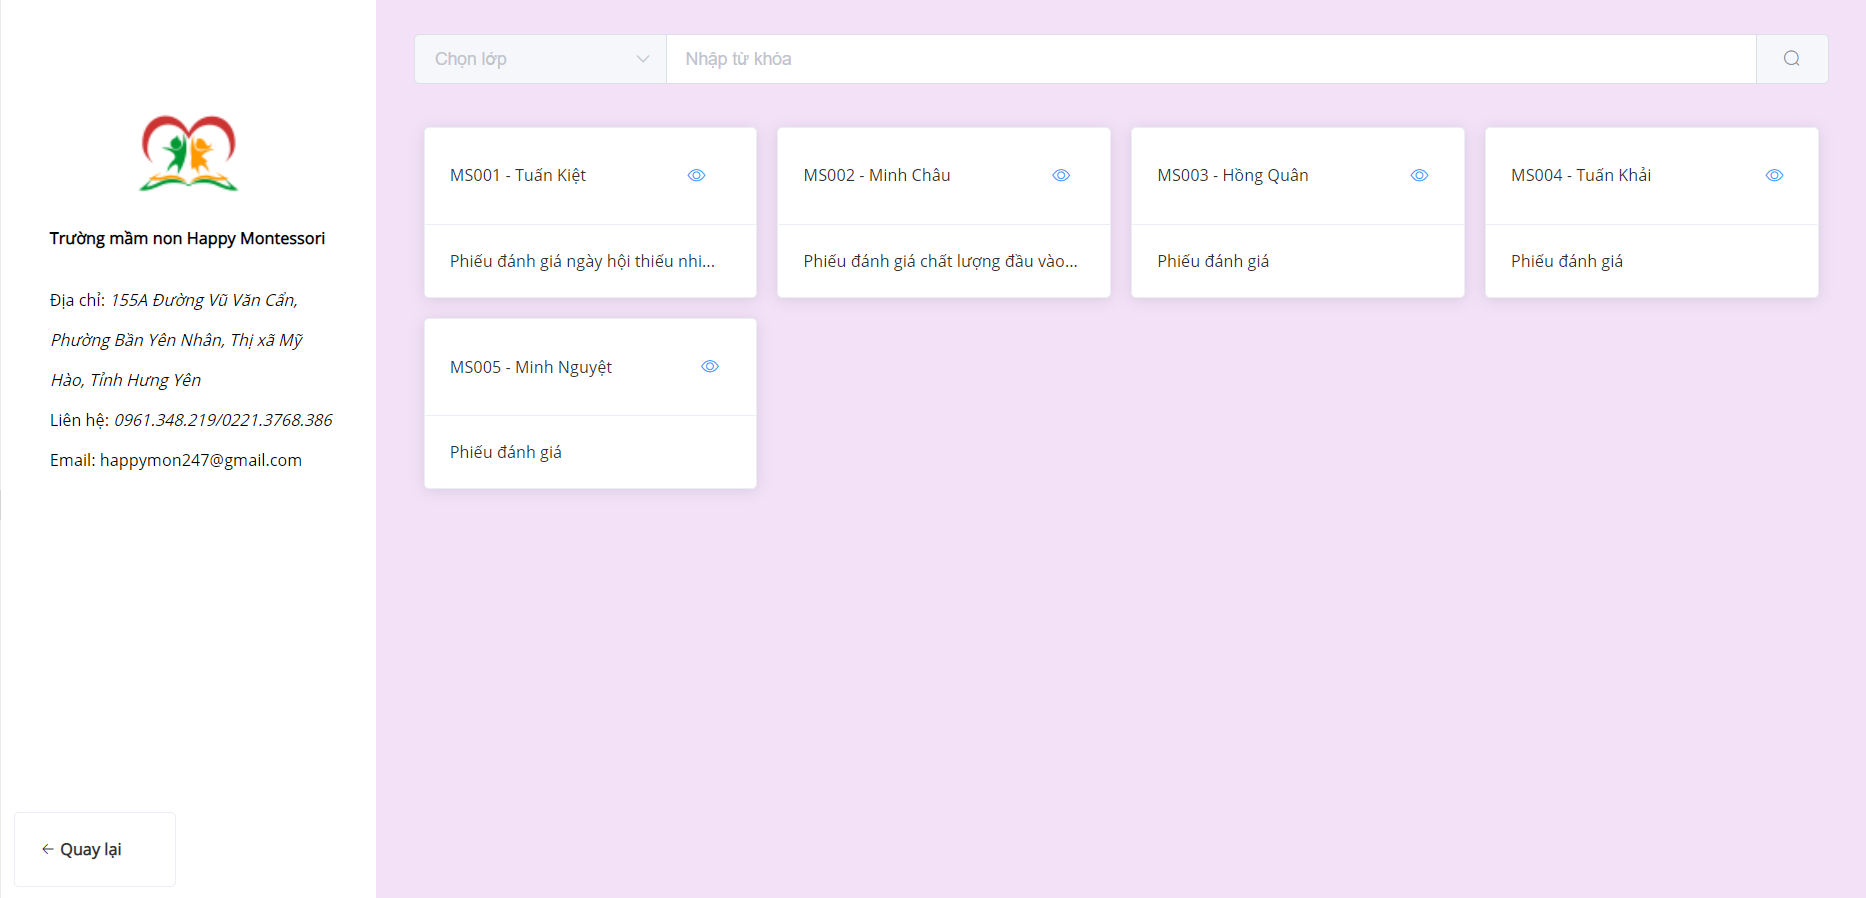 Trường mầm non Happy Montessori
Địa chỉ: 155A Đường Vũ Văn Cẩn,
Phường Bần Yên Nhân, Thị xã Mỹ
Hào, Tỉnh Hưng Yên
Liên hệ: 0961.348.219/0221.3768.386
Email: happymon247@gmail.com
Quay lại
Chọn lớp
Nhập từ khóa
MS001 - Tuấn Kiệt
Phiếu đánh giá ngày hội thiếu nhi...
MS002 - Minh Châu
Phiếu đánh giá chất lượng đầu vào...
MS003 - Hồng Quân
Phiếu đánh giá
MS004 - Tuấn Khải
Phiếu đánh giá
MS005 - Minh Nguyệt
Phiếu đánh giá